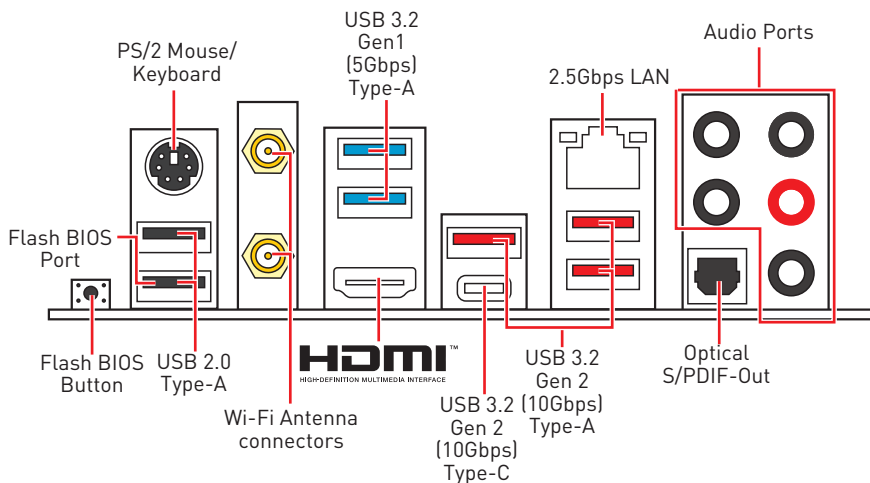 PS/2 Mouse/
Keyboard
USB 3.2
Gen1
(5Gbps)
Type-A
2.5Gbps LAN
Audio Ports
Flash BIOS
Port
Flash BIOS
Button
USB 2.0
Type-A
Wi-Fi Antenna
connectors
HDMI™
HIGH-DEFINITION MULTIMEDIA INTERFACE
USB 3.2
Gen 2
(10Gbps)
Type-C
USB 3.2
Gen 2
(10Gbps)
Type-A
Optical
S/PDIF-Out